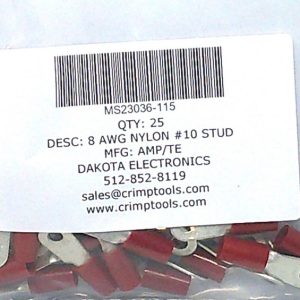 MS23036-115
QTY: 25
DESC: 8 AWG NYLON #10 STUD
MFG: AMP/TE
DAKOTA ELECTRONICS
512-852-8119
sales@crimptools.com
www.crimptools.com